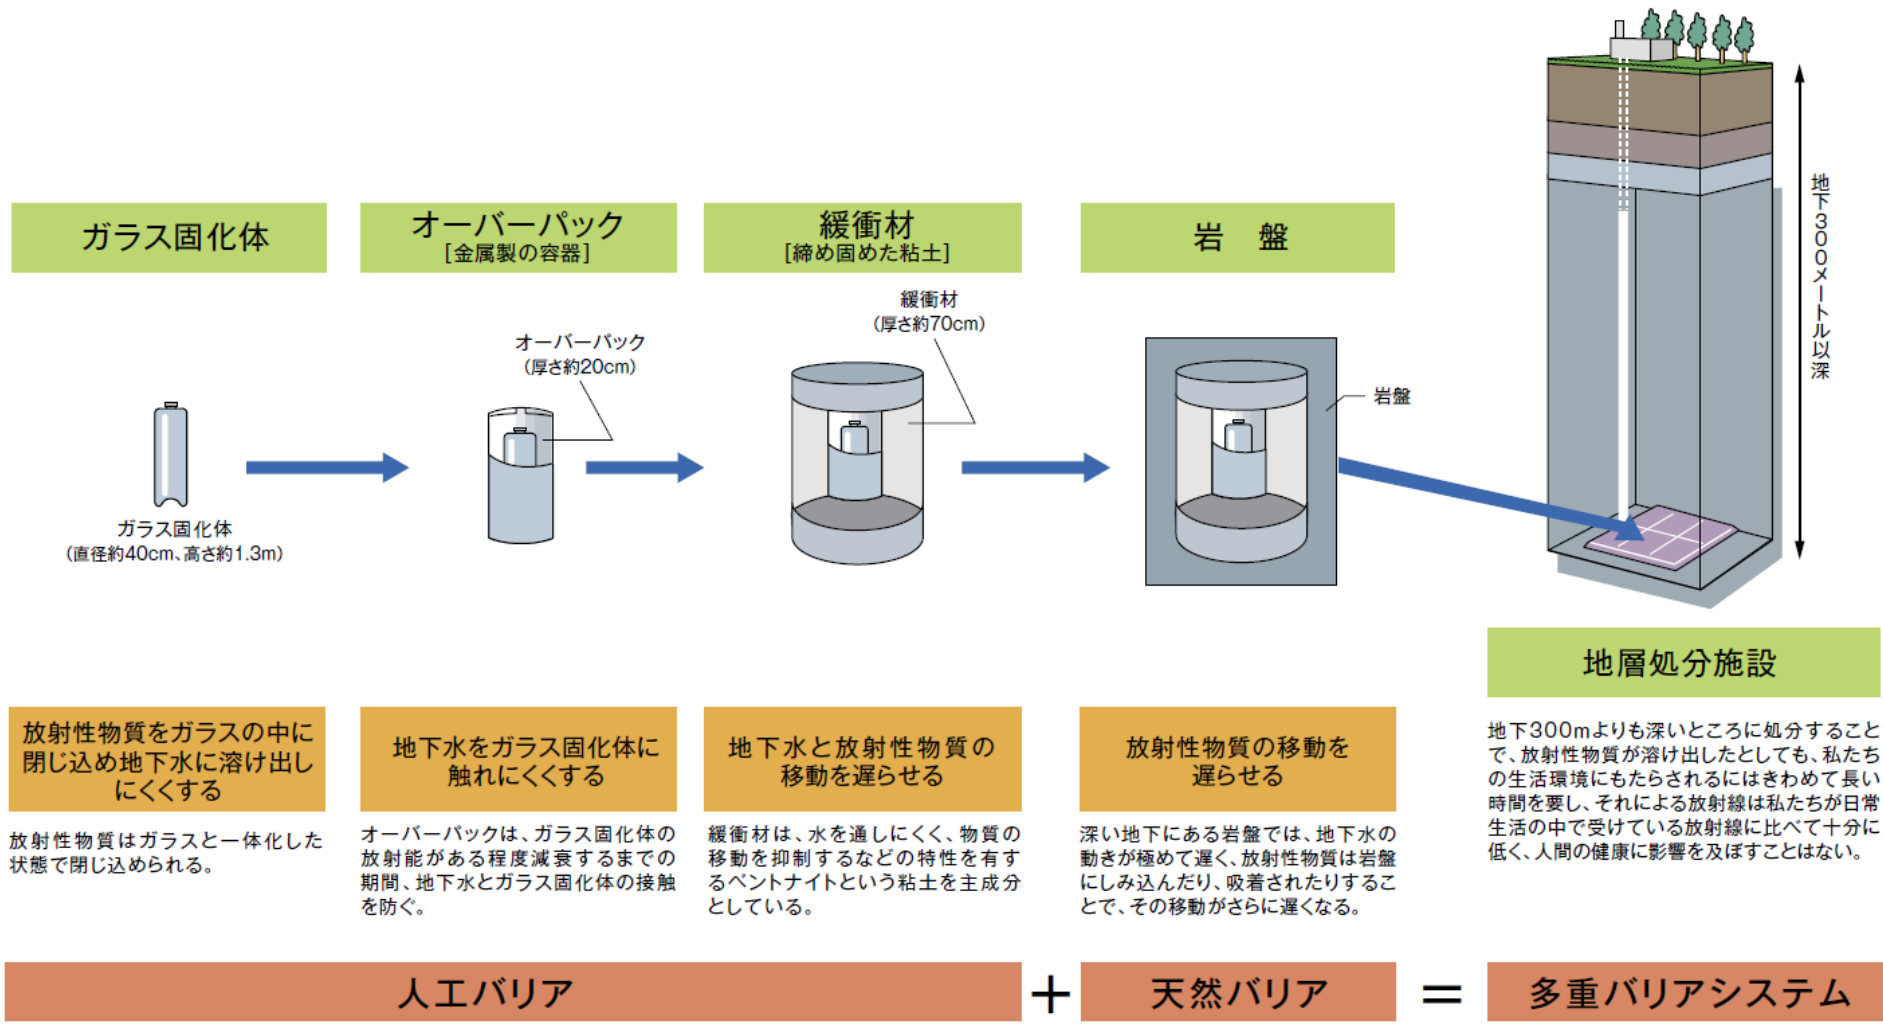 ガラス固化体
オーバーパック
[金属製の容器]
緩衝材
[締め固めた粘土]
岩 盤
オーバーパック
(厚さ約20cm)
緩衝材
(厚さ約70cm)
岩盤
ガラス固化体
(直径約40cm、高さ約1.3m)
地下300メートル以深
地層処分施設
放射性物質をガラスの中に
閉じ込め地下水に溶け出し
にくくする
放射性物質はガラスと一体化した
状態で閉じ込められる。
地下水をガラス固化体に
触れにくくする
オーバーパックは、ガラス固化体の
放射能がある程度減衰するまでの
期間、地下水とガラス固化体の接触
を防ぐ。
地下水と放射性物質の
移動を遅らせる
緩衝材は、水を通しにくく、物質の
移動を抑制するなどの特性を有す
るベントナイトという粘土を主成分
としている。
放射性物質の移動を
遅らせる
深い地下にある岩盤では、地下水の
動きが極めて遅く、放射性物質は岩盤
にしみ込んだり、吸着されたりするこ
とで、その移動がさらに遅くなる。
地下300mよりも深いところに処分すること
で、放射性物質が溶け出したとしても、私たち
の生活環境にもたらされるにはきわめて長い
時間を要し、それによる放射線は私たちが日常
生活の中で受けている放射線に比べて十分に
低く、人間の健康に影響を及ぼすことはない。
人工バリア
+
天然バリア
=
多重バリアシステム